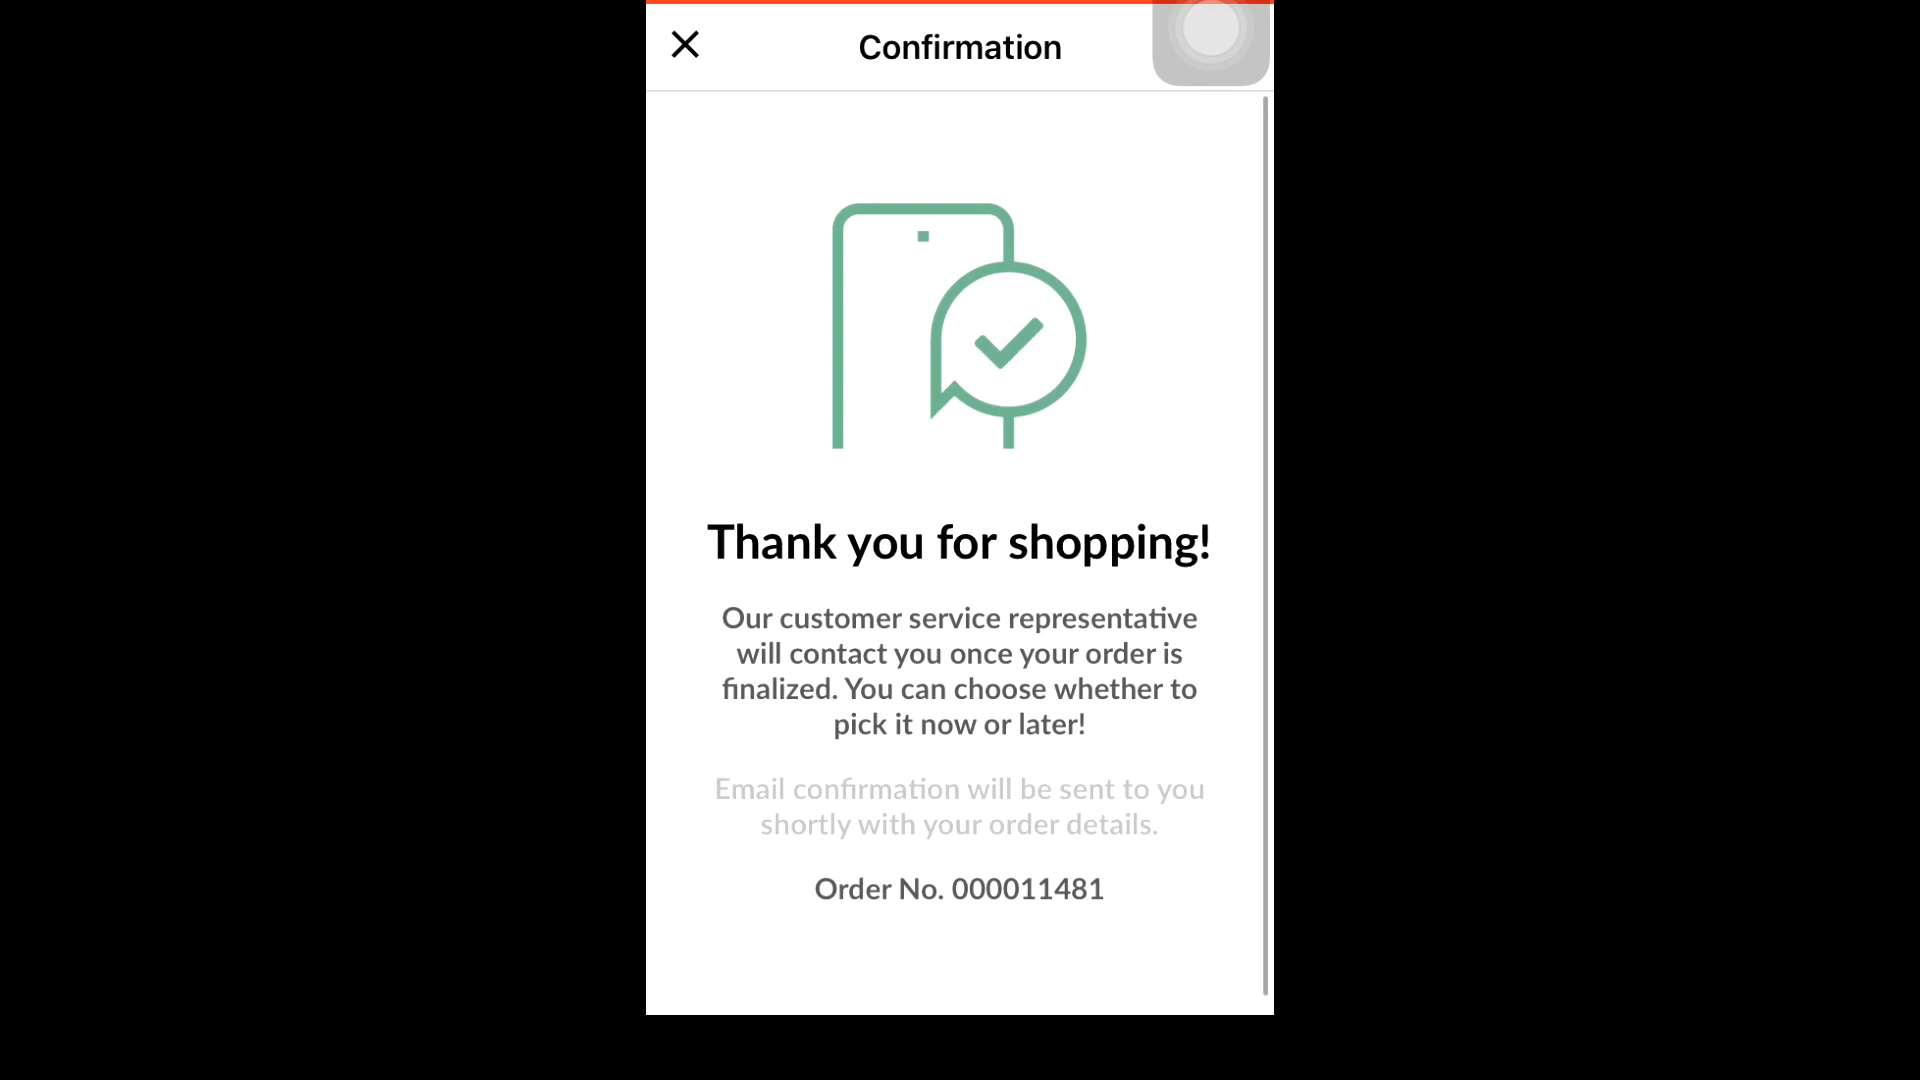 Confirmation
Thank you for shopping!
Our customer service representative
will contact you once your order is
finalized. You can choose whether to
pick it now or later!
Email confirmation will be sent to you
shortly with your order details.
Order No. 000011481